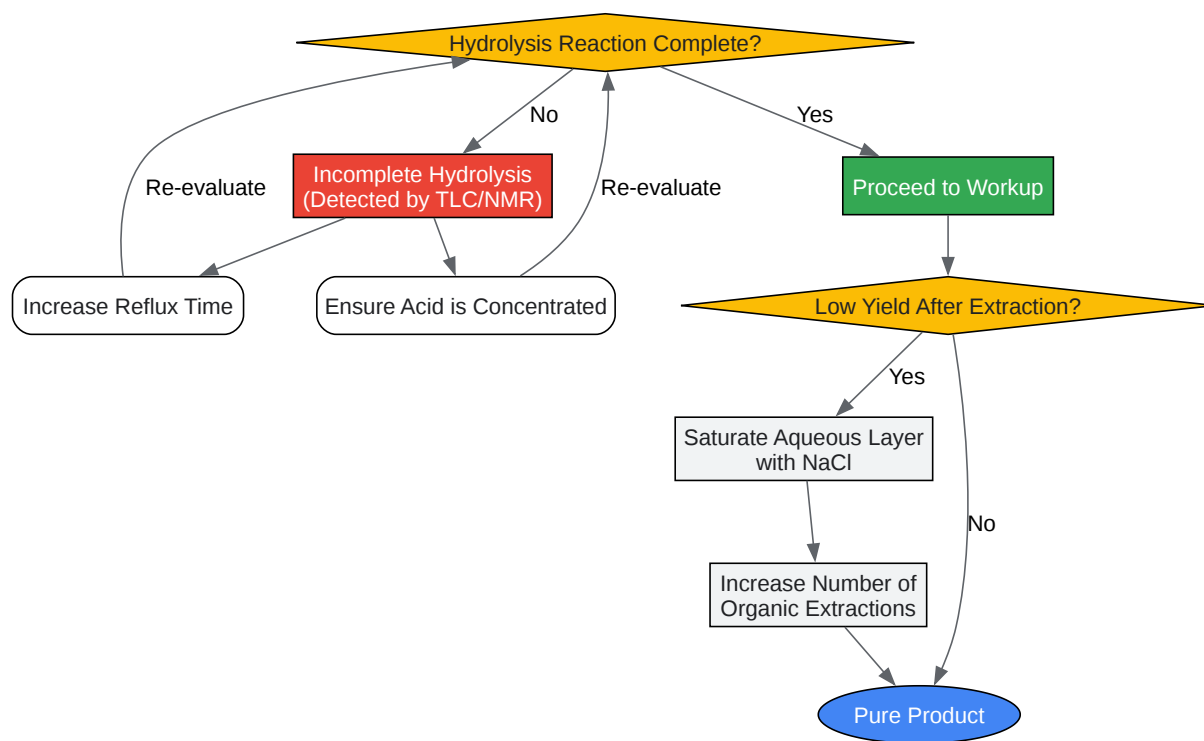 Hydrolysis Reaction Complete?
No
Yes
Incomplete Hydrolysis
(Detected by TLC/NMR)
Re-evaluate
Re-evaluate
Proceed to Workup
Increase Reflux Time
Ensure Acid is Concentrated
Low Yield After Extraction?
Yes
Saturate Aqueous Layer
with NaCl
No
Increase Number of
Organic Extractions
Pure Product